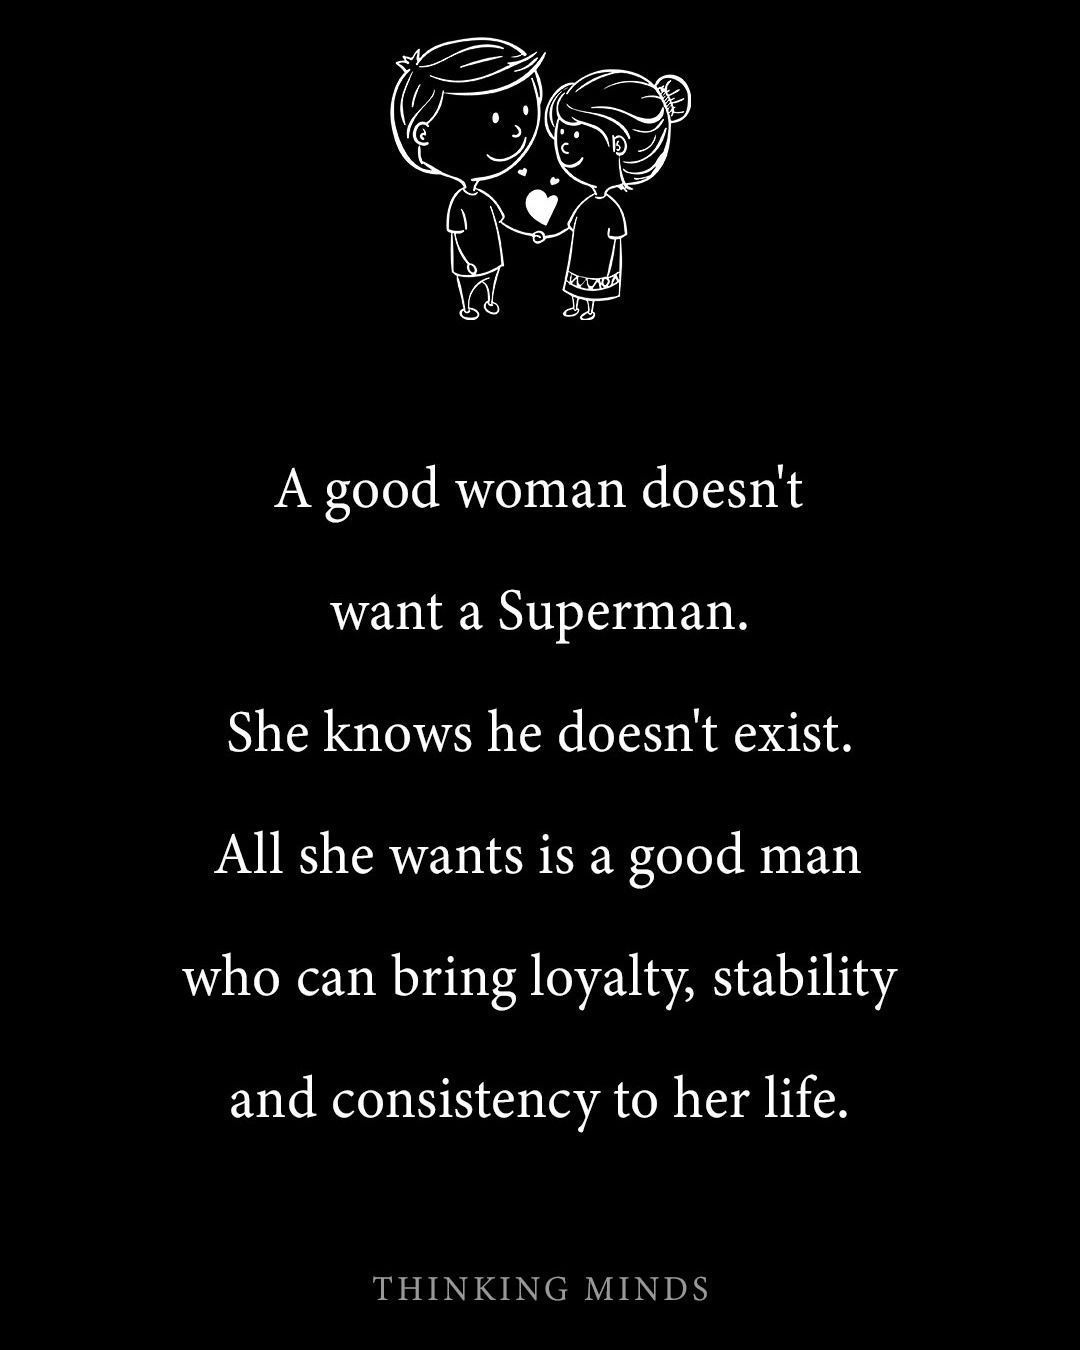 A good woman doesn't
want a Superman.
She knows he doesn't exist.
All she wants is a good man
who can bring loyalty, stability
and consistency to her life.
THINKING MINDS